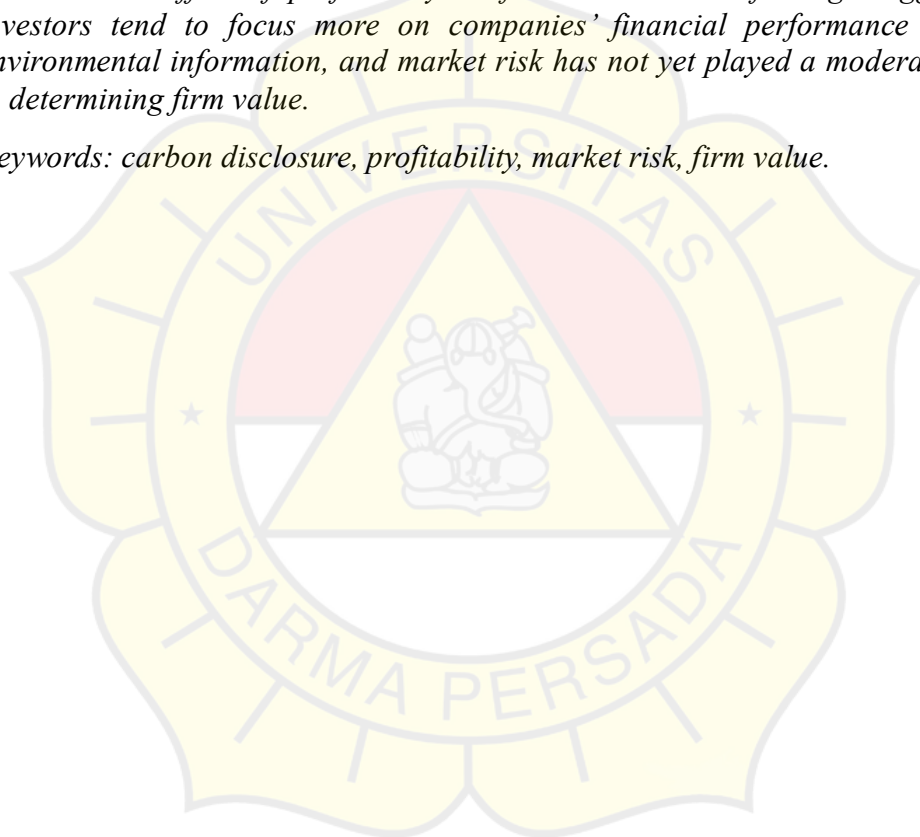 vestors tend to focus more on companies’ financial performance
nvironmental information, and market risk has not yet played a modera
determining firm value.
eywords: carbon disclosure, profitability, market risk, firm value.
UNIVERSITAS
DARMA PERSADA